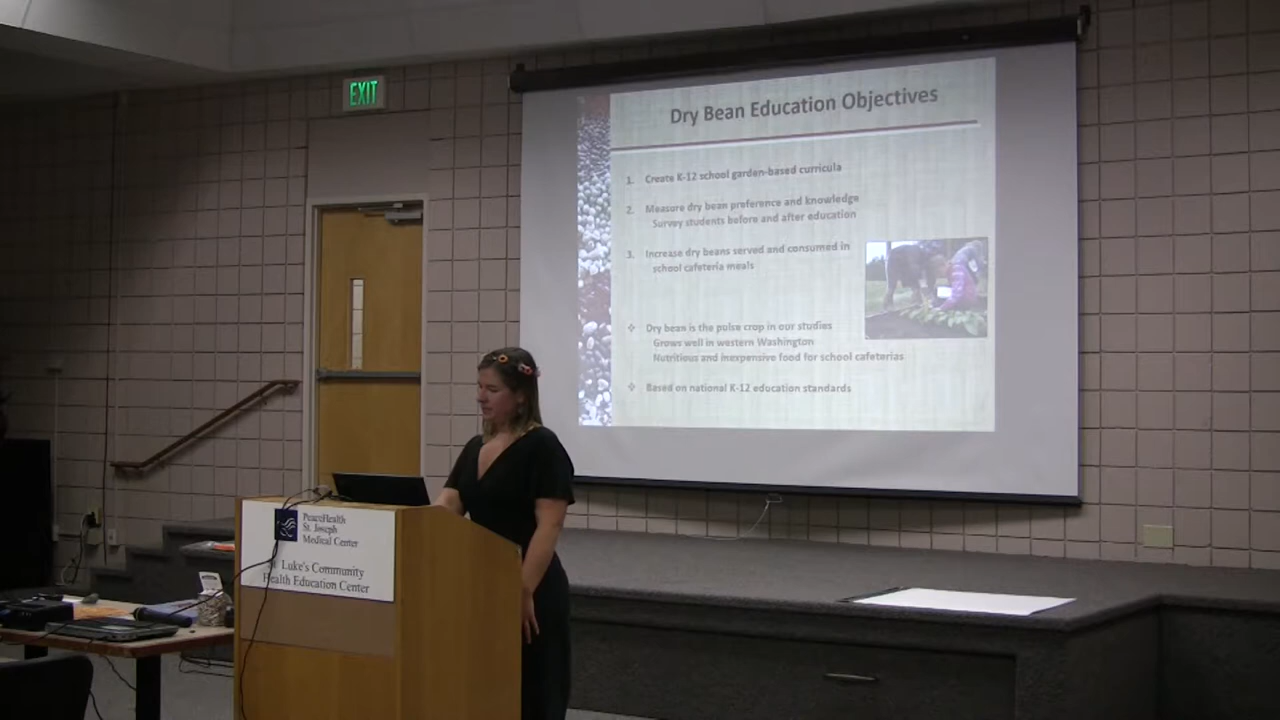 EXIT
Dry Bean Education Objectives
1. Create K-12 school garden-based curricula
2. Measure dry bean preference and knowledge
Survey students before and after education
3. Increase dry beans served and consumed in
school cafeteria meals
❖ Dry bean is the pulse crop in our studies
Grows well in western Washington
Nutritious and inexpensive food for school cafeterias
❖ Based on national K-12 education standards
PeaceHealth
St. Joseph
Medical Center
Luke's Community
Health Education Center